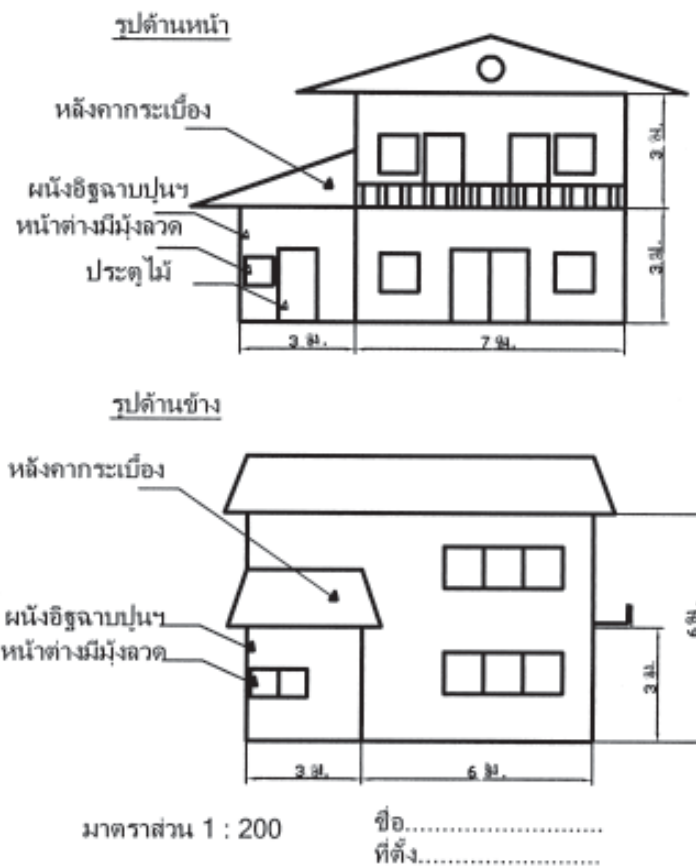 รูปด้านหน้า
หลังคากระเบื้อง
ผนังอิฐฉาบปูนฯ
หน้าต่างมีมุ้งลวด
ประตูไม้
3 ม.
3 ม.
3 ม.
7 ม.
รูปด้านข้าง
หลังคากระเบื้อง
ผนังอิฐฉาบปูนฯ
หน้าต่างมีมุ้งลวด
6 ม.
3 ม.
3 ม.
6 ม.
มาตราส่วน 1 : 200
ชื่อ............................
ที่ตั้ง..........................